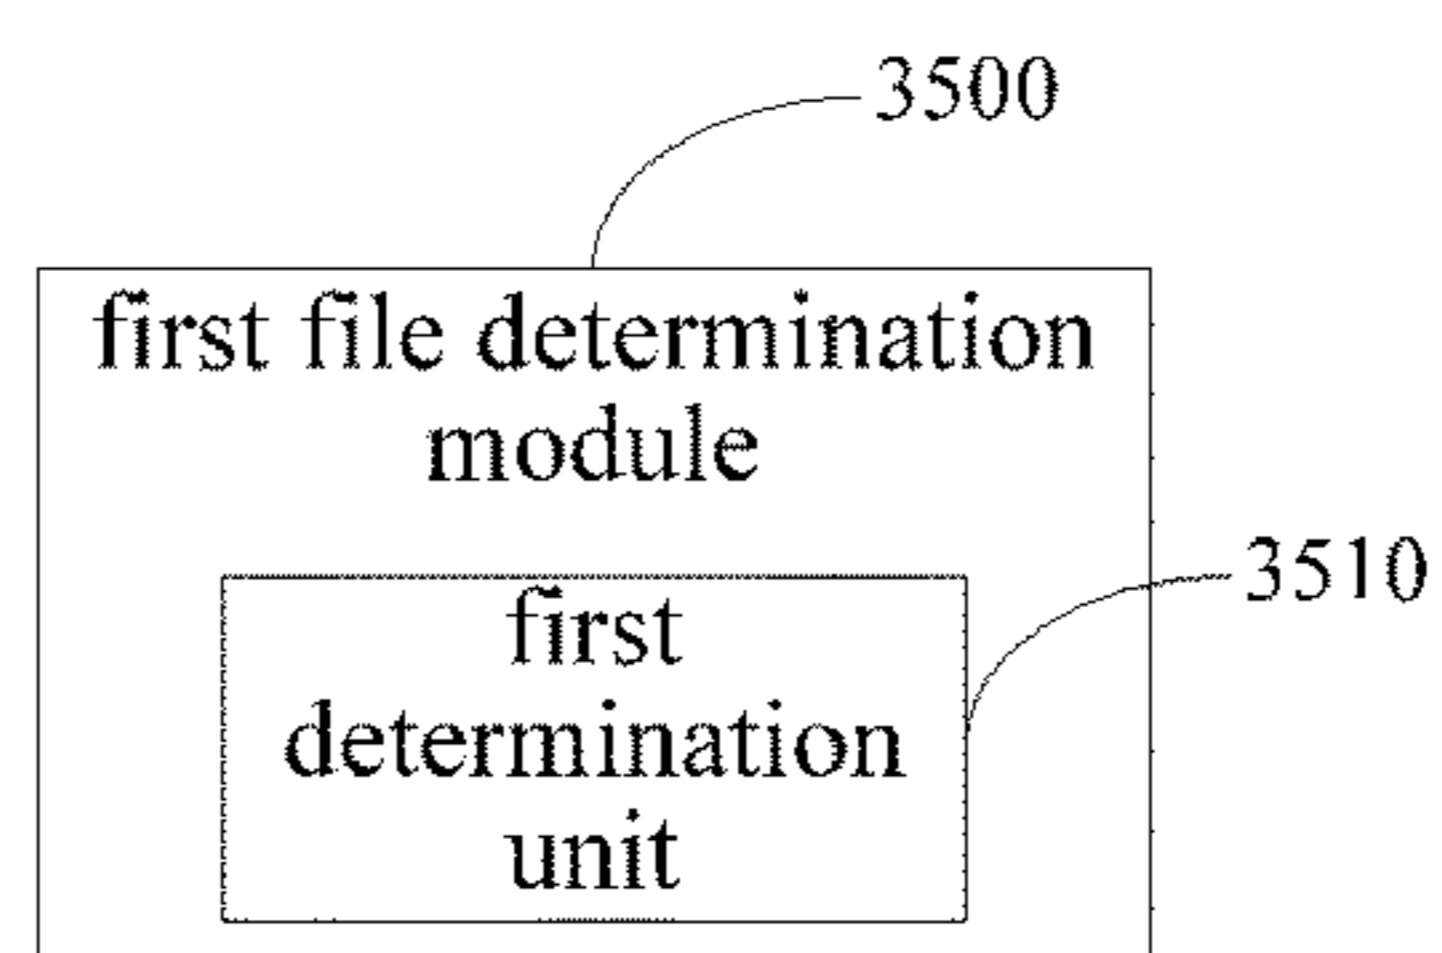 3500
first file determination
module
3510
first
determination
unit